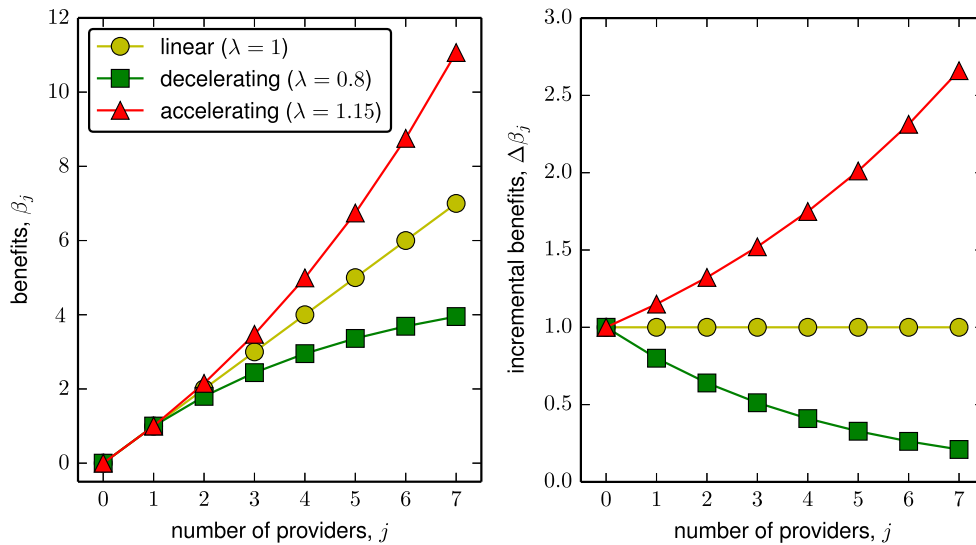 12
10
8
6
4
2
0
benefits, βj
linear (λ = 1)
decelerating (λ = 0.8)
accelerating (λ = 1.15)
0 1 2 3 4 5 6 7
number of providers, j
3.0
2.5
2.0
1.5
1.0
0.5
0.0
incremental benefits, Δβj
0 1 2 3 4 5 6 7
number of providers, j